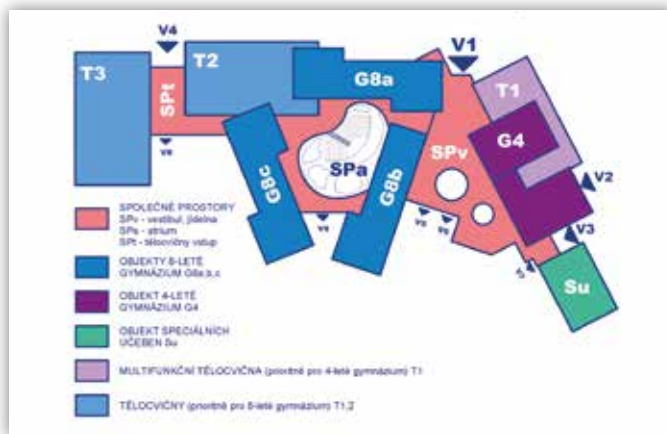 V4
V1
T3
SPt
T2
G8a
T1
G4
SPa
SPv
G8c
G8b
V2
V3
Su
SPOLEČNÉ PROSTORY
SPv - vestibul, jídelna
SPa - atrium
SPt - tělocvičný vstup
OBJEKTY 8-LETÉ
GYMNÁZIUM G8a,b,c
OBJEKT 4-LETÉ
GYMNÁZIUM G4
OBJEKT SPECIÁLNÍCH
UČEBEN Su
MULTIFUNKČNÍ TĚLOCVIČNA (prioritně pro 4-leté gymnázium) T1
TĚLOCVIČNY (prioritně pro 8-leté gymnázium) T1,2